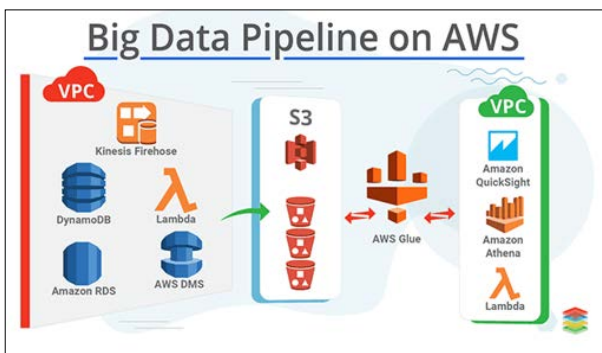 Big Data Pipeline on AWS
VPC
Kinesis Firehose
DynamoDB
Lambda
Amazon RDS
AWS DMS
S3
AWS Glue
VPC
Amazon
QuickSight
Amazon
Athena
Lambda